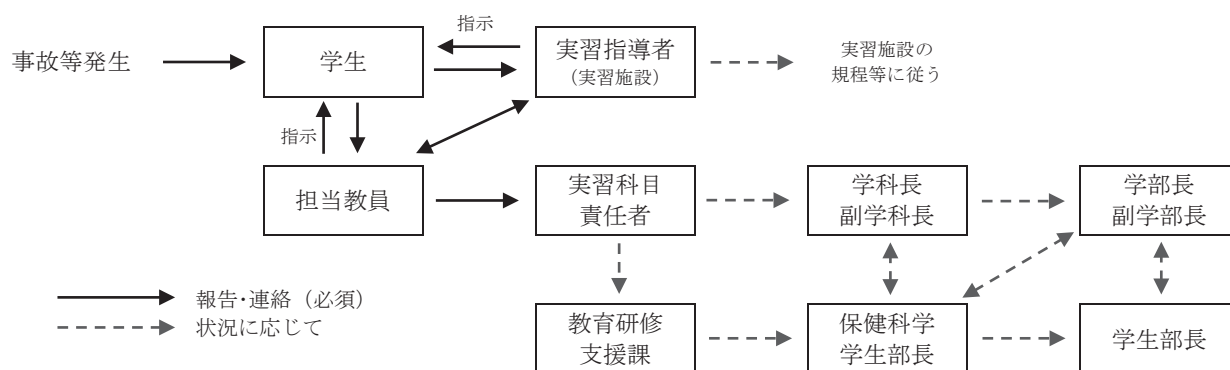 指示
事故等発生
学生
実習指導者
（実習施設）
実習施設の
規程等に従う
指示
担当教員
実習科目
責任者
学科長
副学科長
学部長
副学部長
報告･連絡（必須）
状況に応じて
教育研修
支援課
保健科学
学生部長
学生部長